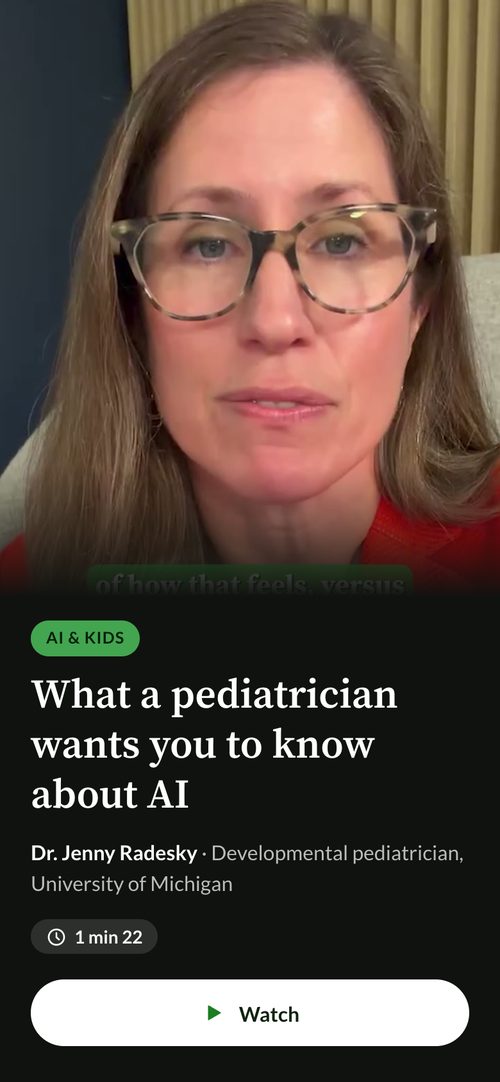 of how that feels, versus
AI & KIDS
What a pediatrician
wants you to know
about AI
Dr. Jenny Radesky · Developmental pediatrician,
University of Michigan
1 min 22
Watch